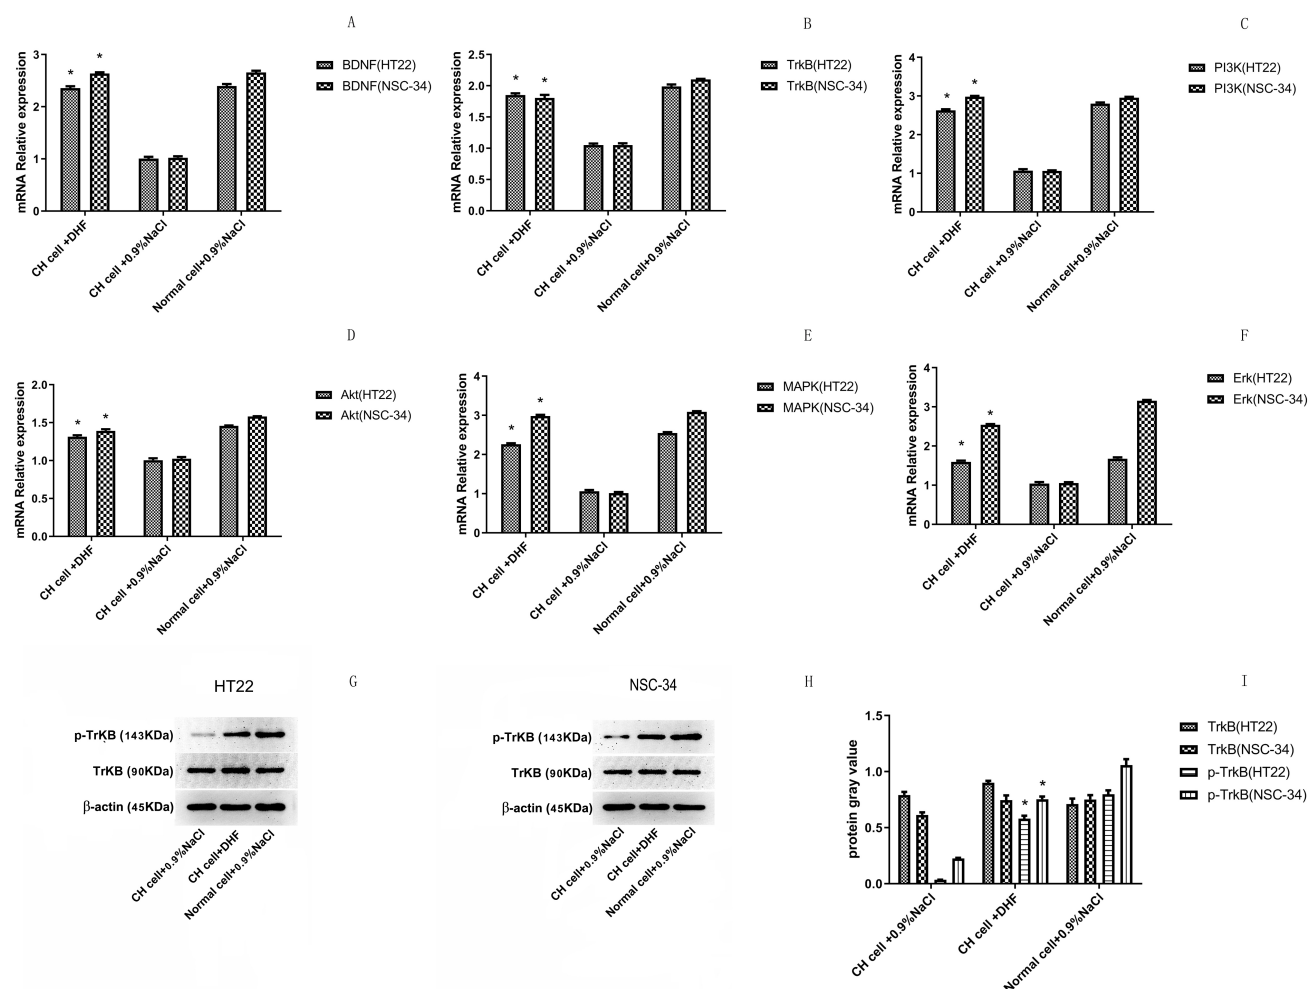 A
mRNA Relative expression
3
2
1
0
*
*
BDNF(HT22)
BDNF(NSC-34)
CH cell +DHF
CH cell +0.9%NaCl
Normal cell+0.9%NaCl
B
mRNA Relative expression
2.5
2.0
1.5
1.0
0.5
0.0
*
*
TrkB(HT22)
TrkB(NSC-34)
CH cell +DHF
CH cell +0.9%NaCl
Normal cell+0.9%NaCl
C
mRNA Relative expression
4
3
2
1
0
*
*
PI3K(HT22)
PI3K(NSC-34)
CH cell +DHF
CH cell +0.9%NaCl
Normal cell+0.9%NaCl
D
mRNA Relative expression
2.0
1.5
1.0
0.5
0.0
*
*
Akt(HT22)
Akt(NSC-34)
CH cell +DHF
CH cell +0.9%NaCl
Normal cell+0.9%NaCl
E
mRNA Relative expression
4
3
2
1
0
*
*
MAPK(HT22)
MAPK(NSC-34)
CH cell +DHF
CH cell +0.9%NaCl
Normal cell+0.9%NaCl
F
mRNA Relative expression
4
3
2
1
0
*
*
Erk(HT22)
Erk(NSC-34)
CH cell +DHF
CH cell +0.9%NaCl
Normal cell+0.9%NaCl
G
HT22
p-TrKB (143KDa)
TrKB (90KDa)
β-actin (45KDa)
CH cell+0.9%NaCl
CH cell+DHF
Normal cell+0.9%NaCl
H
NSC-34
p-TrKB (143KDa)
TrKB (90KDa)
β-actin (45KDa)
CH cell+0.9%NaCl
CH cell+DHF
Normal cell+0.9%NaCl
I
protein gray value
1.5
1.0
0.5
0.0
*
*
TrkB(HT22)
TrkB(NSC-34)
p-TrkB(HT22)
p-TrkB(NSC-34)
CH cell +0.9%NaCl
CH cell +DHF
Normal cell+0.9%NaCl